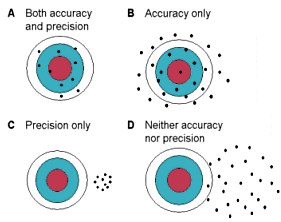 A Both accuracy
and precision
B Accuracy only
C Precision only
D Neither accuracy
nor precision